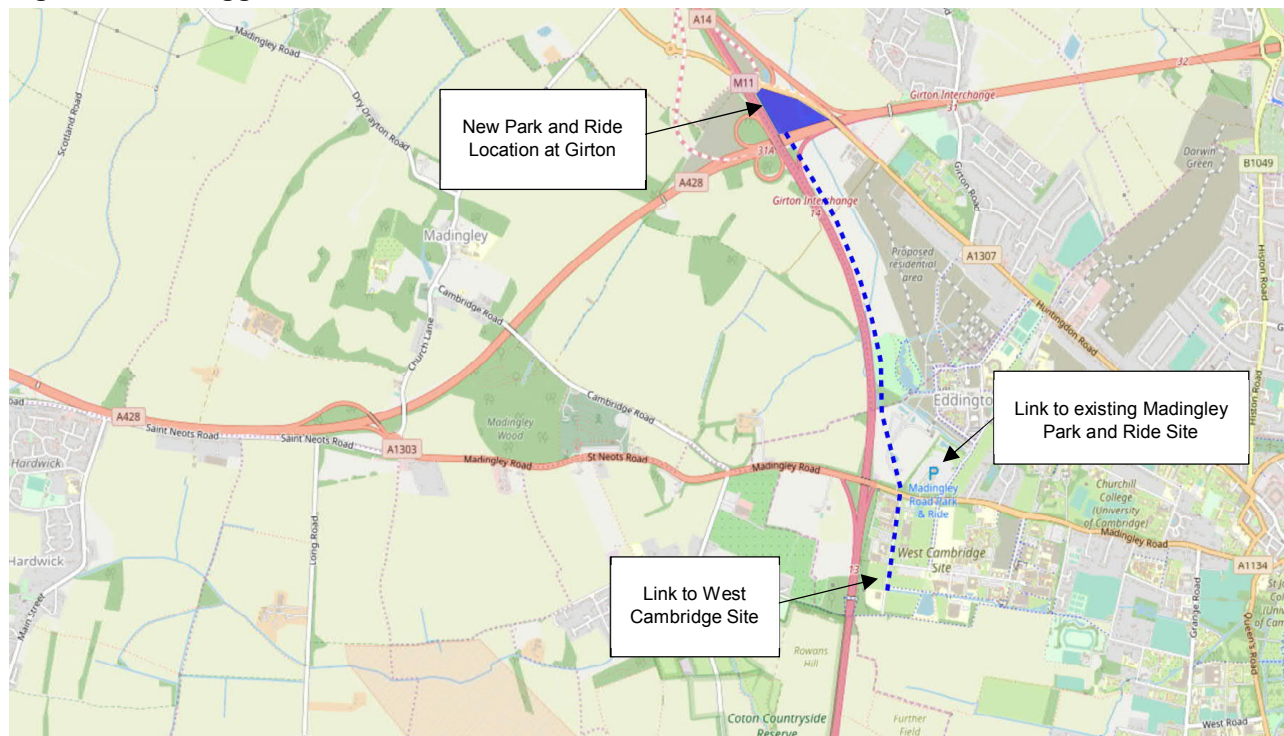 A14
Madingley Road
M11
32
Girton Interchange
31
Scotland Road
Dry Drayton Road
New Park and Ride
Location at Girton
31A
A428
Darwin
Green
B1049
Girton Road
Girton Interchange
14
Madingley
Proposed
residential
area
A1307
Histon Road
Huntingdon Road
Cambridge Road
Church Lane
Eddington
Link to existing Madingley
Park and Ride Site
Histon Road
A428
Saint Neots Road
Saint Neots Road
A1303
Madingley
Wood
Cambridge Road
Madingley Road
St Neots Road
Madingley Road
P
Madingley
Road Park
& Ride
Churchill
College
(University
of Cambridge)
Madingley Road
Hardwick
Hardwick
Long Road
13
West Cambridge
Site
A1134
Main Street
Link to West
Cambridge Site
Grange Road
Queen's Road
Rowans
Hill
Coton Countryside
Reserve
Further
Field
West Road